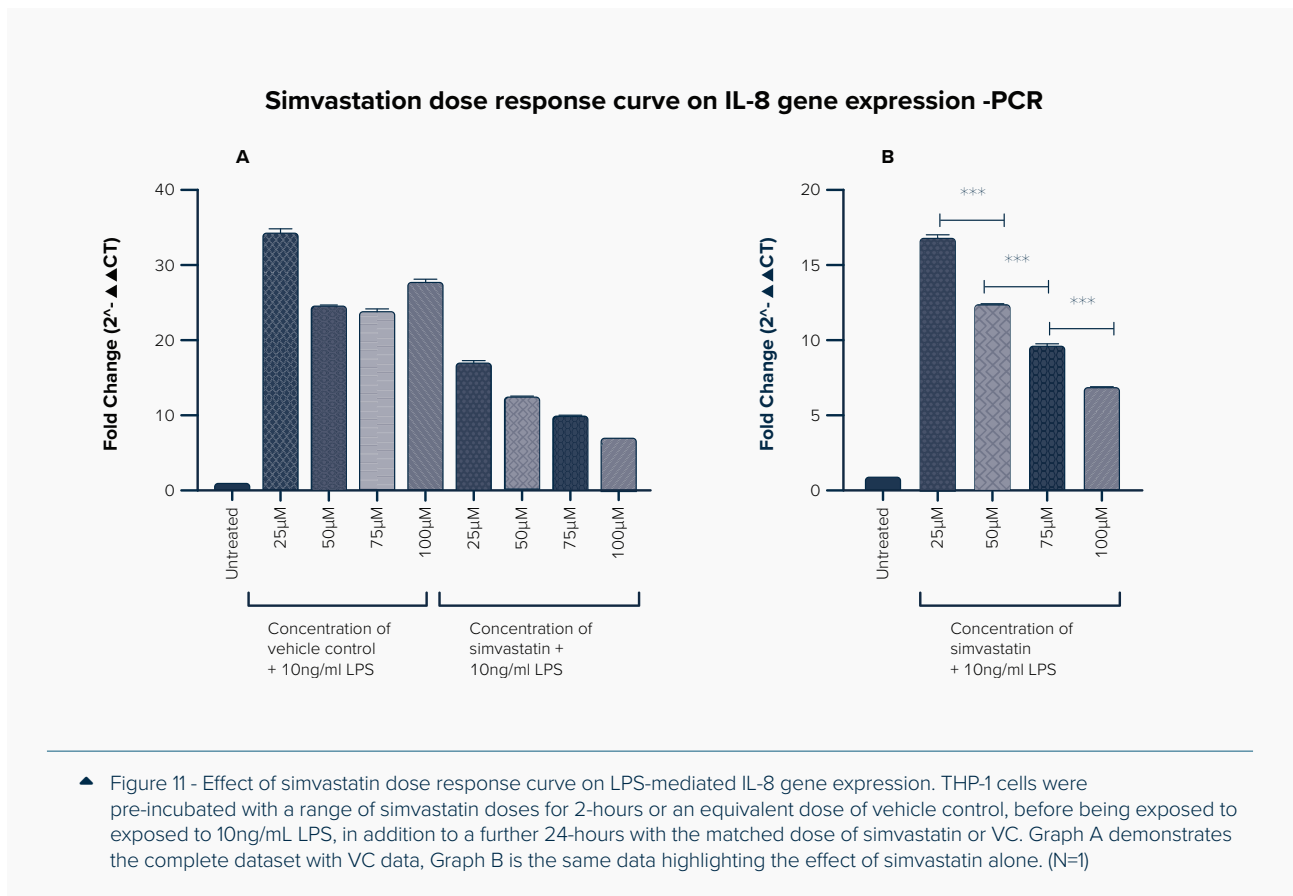 Simvastation dose response curve on IL-8 gene expression -PCR
A
Fold Change (2^- ▲▲CT)
40
30
20
10
0
Untreated
25µM
50µM
75µM
100µM
25µM
50µM
75µM
100µM
Concentration of
vehicle control
+ 10ng/ml LPS
Concentration of
simvastatin +
10ng/ml LPS
B
Fold Change (2^- ▲▲CT)
20
15
10
5
0
***
***
***
Untreated
25µM
50µM
75µM
100µM
Concentration of
simvastatin
+ 10ng/ml LPS
Figure 11 - Effect of simvastatin dose response curve on LPS-mediated IL-8 gene expression. THP-1 cells were
pre-incubated with a range of simvastatin doses for 2-hours or an equivalent dose of vehicle control, before being exposed to
exposed to 10ng/mL LPS, in addition to a further 24-hours with the matched dose of simvastatin or VC. Graph A demonstrates
the complete dataset with VC data, Graph B is the same data highlighting the effect of simvastatin alone. (N=1)